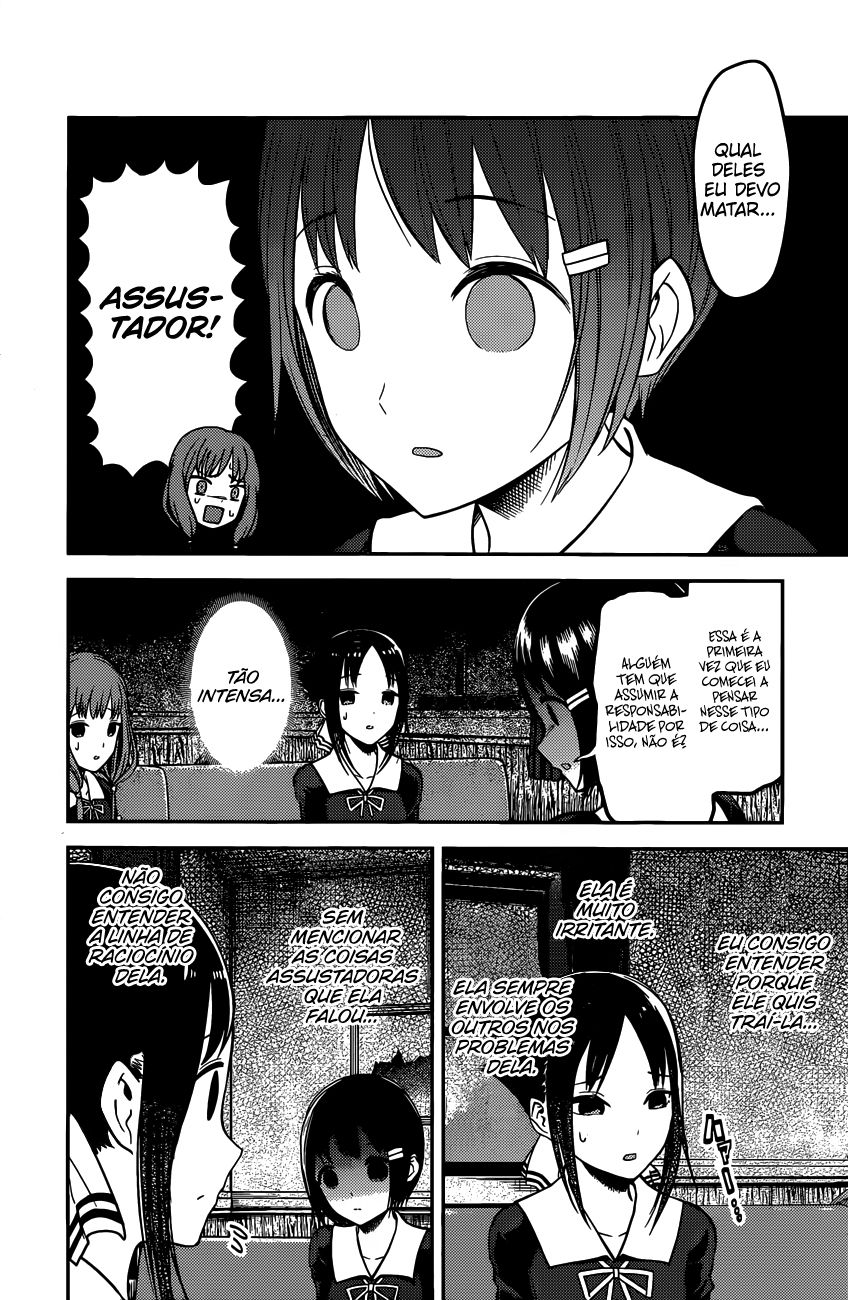 QUAL
DELES
EU DEVO
MATAR...
ASSUS-
TADOR!
ESSA É A
PRIMEIRA
VEZ QUE EU
COMECEI A
PENSAR
NESSE TIPO
DE COISA...
ALGUÉM
TEM QUE
ASSUMIR A
RESPONSABI-
LIDADE POR
ISSO, NÃO É?
TÃO
INTENSA...
EU CONSIGO
ENTENDER
PORQUE
ELE QUIS
TRAÍ-LA...
ELA É
MUITO
IRRITANTE.
ELA SEMPRE
ENVOLVE OS
OUTROS NOS
PROBLEMAS
DELA.
SEM
MENCIONAR
AS COISAS
ASSUSTADORAS
QUE ELA
FALOU...
NÃO
CONSIGO
ENTENDER
A LINHA DE
RACIOCÍNIO
DELA.